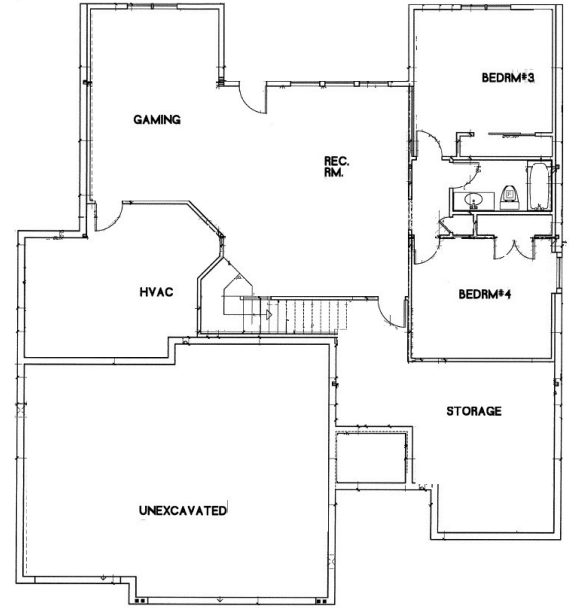 BEDRM#3
GAMING
REC.
RM.
HVAC
BEDRM#4
STORAGE
UNEXCAVATED